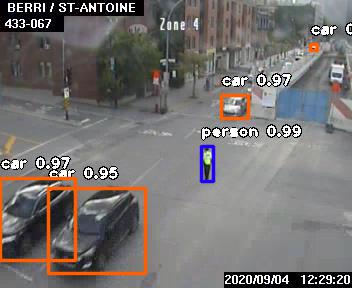 BERRI / ST-ANTOINE
433-067
Zone 4
car
car 0.97
person 0.99
car 0.97
car 0.95
2020/09/04 12:29:20